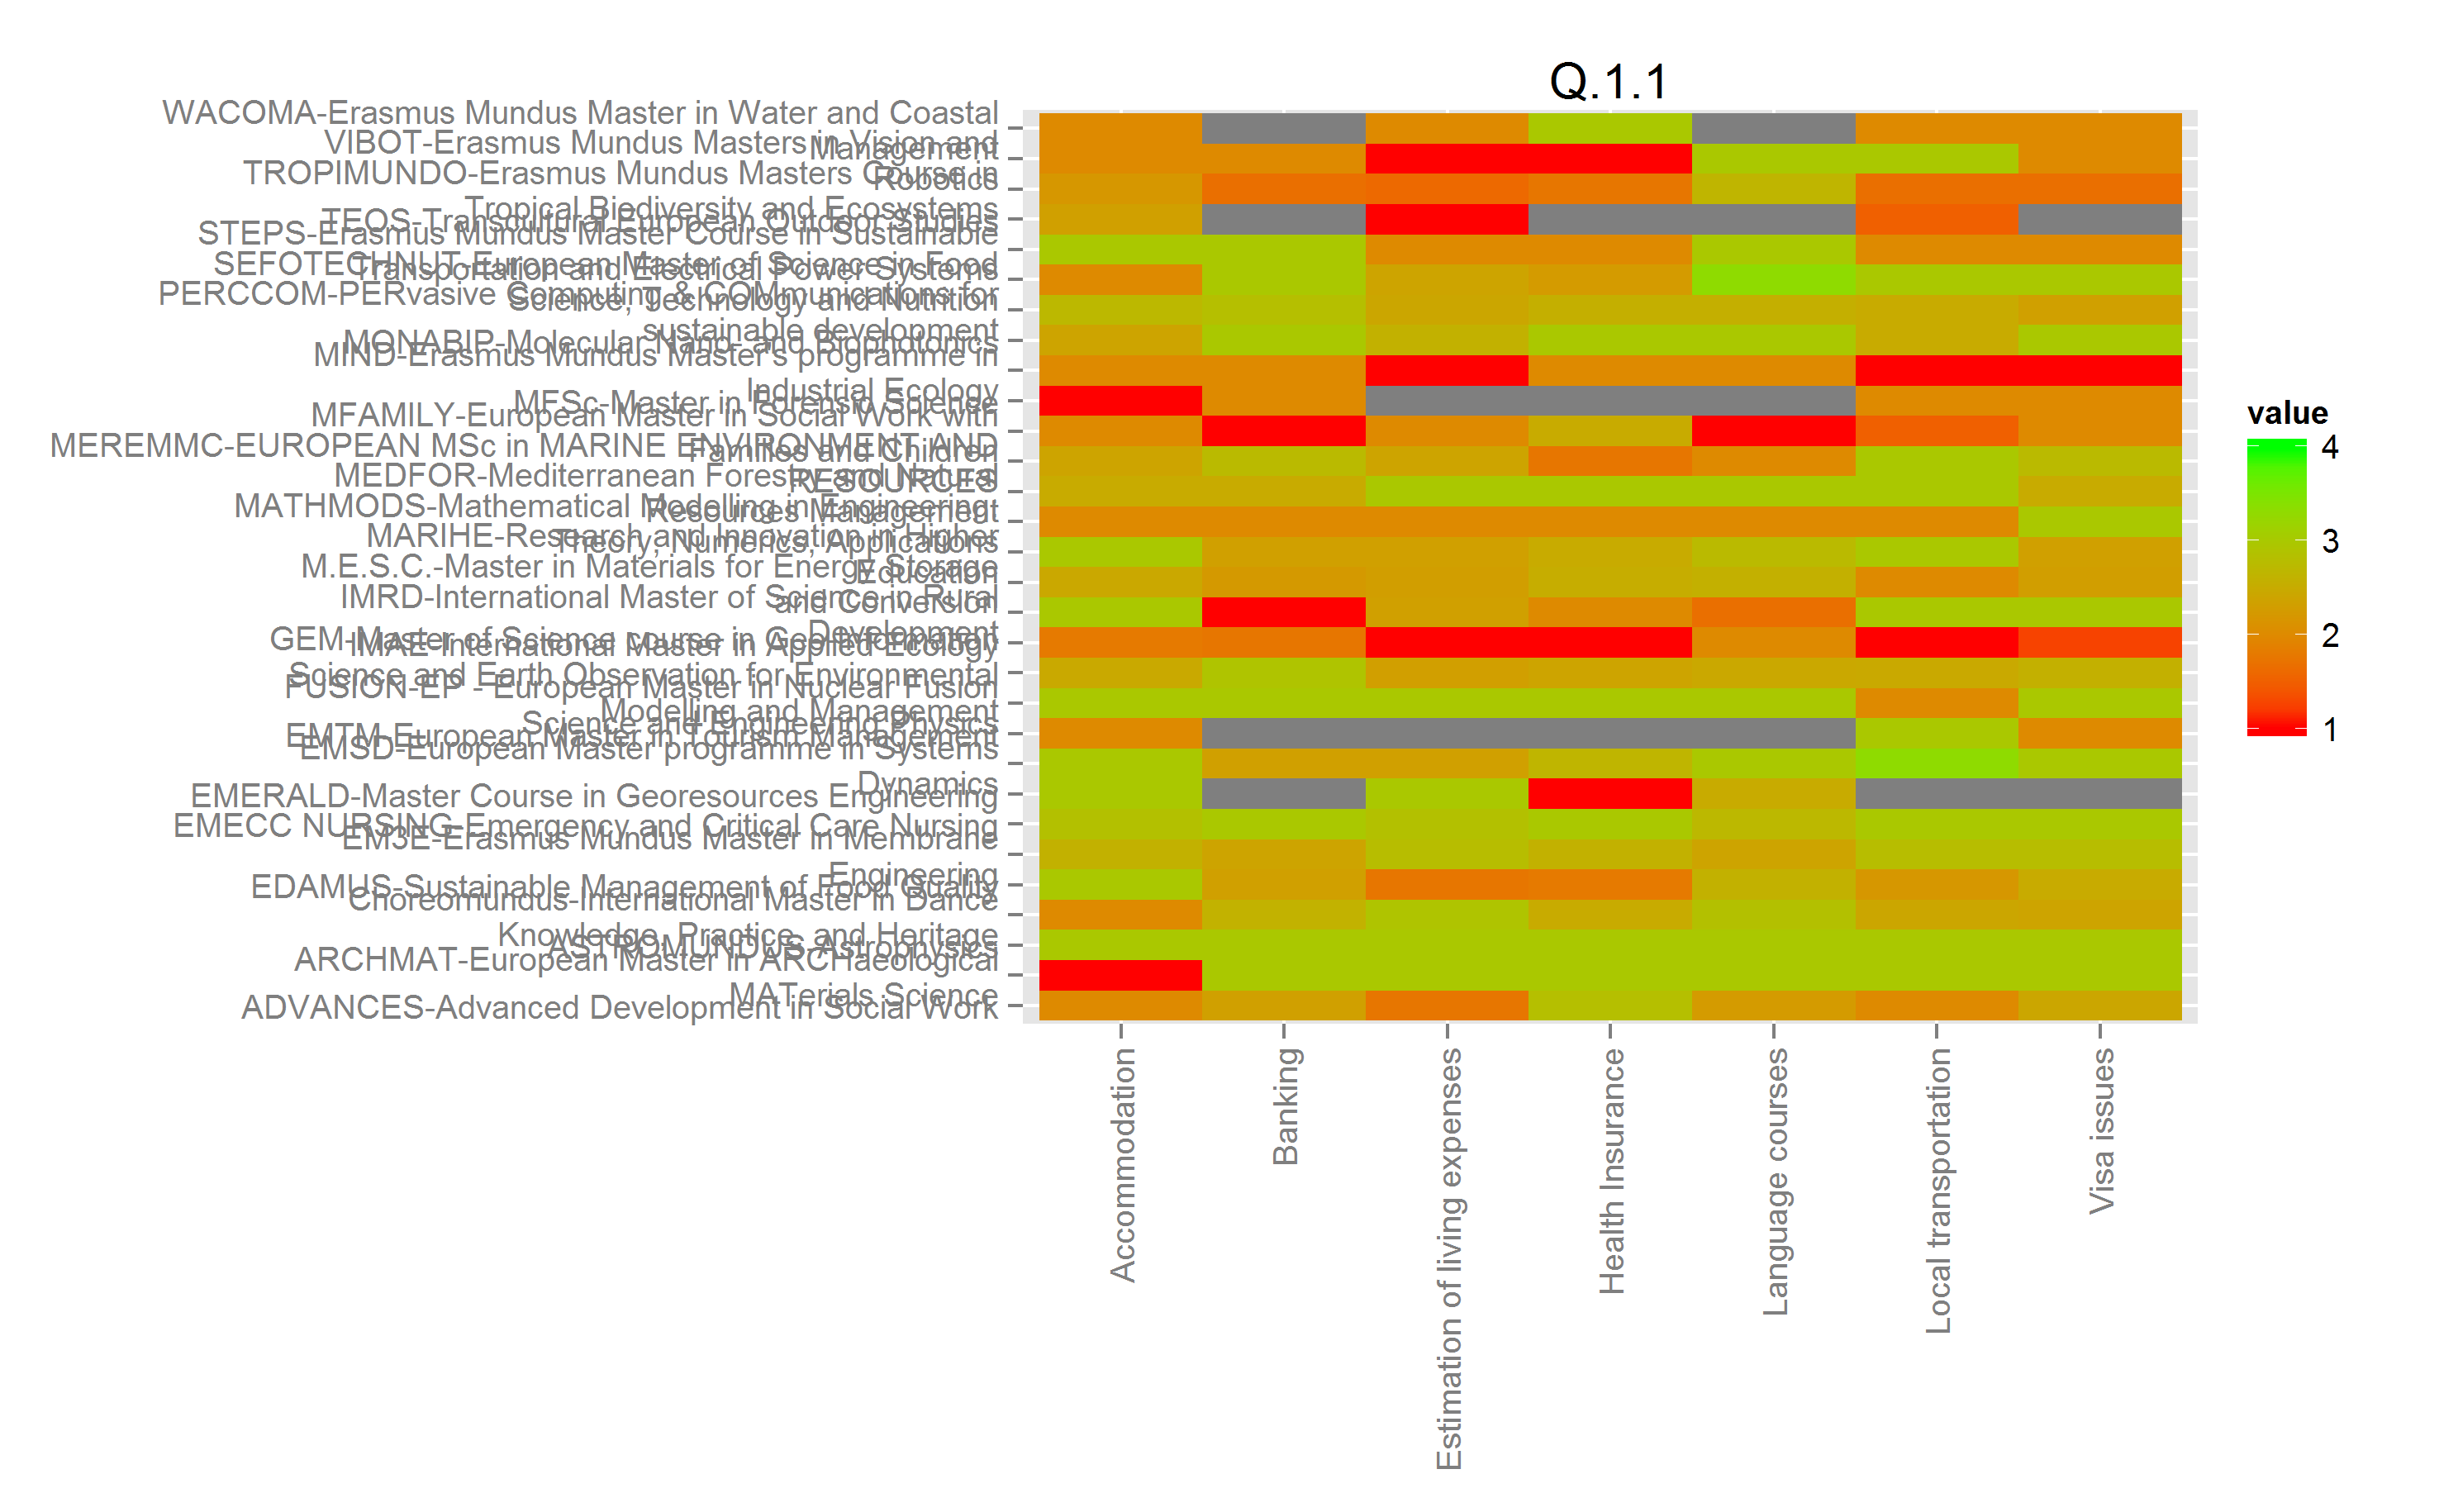 Q.1.1
WACOMA-Erasmus Mundus Master in Water and Coastal
Management
VIBOT-Erasmus Mundus Masters in Vision and
Robotics
TROPIMUNDO-Erasmus Mundus Masters Course in
Tropical Biodiversity and Ecosystems
TEOS-Transcultural European Outdoor Studies
STEPS-Erasmus Mundus Master Course in Sustainable
Transportation and Electrical Power Systems
SEFOTECHNUT-European Master of Science in Food
Science, Technology and Nutrition
PERCCOM-PERvasive Computing & COMmunications for
sustainable development
MONABIP-Molecular Nano- and Biophotonics
MIND-Erasmus Mundus Master's programme in
Industrial Ecology
MFSc-Master in Forensic Science
MFAMILY-European Master in Social Work with
Families and Children
MEREMMC-EUROPEAN MSc in MARINE ENVIRONMENT AND
RESOURCES
MEDFOR-Mediterranean Forestry and Natural
Resources Management
MATHMODS-Mathematical Modelling in Engineering:
Theory, Numerics, Applications
MARIHE-Research and Innovation in Higher
Education
M.E.S.C.-Master in Materials for Energy Storage
and Conversion
IMRD-International Master of Science in Rural
Development
IMAE-International Master in Applied Ecology
GEM-Master of Science course in Geo-Information
Science and Earth Observation for Environmental
Modelling and Management
FUSION-EP - European Master in Nuclear Fusion
Science and Engineering Physics
EMTM-European Master in Tourism Management
EMSD-European Master programme in Systems
Dynamics
EMERALD-Master Course in Georesources Engineering
EMECC NURSING-Emergency and Critical Care Nursing
EM3E-Erasmus Mundus Master in Membrane
Engineering
EDAMUS-Sustainable Management of Food Quality
Choreomundus-International Master in Dance
Knowledge, Practice, and Heritage
ASTROMUNDUS-Astrophysics
ARCHMAT-European Master in ARCHaeological
MATerials Science
ADVANCES-Advanced Development in Social Work
Accommodation
Banking
Estimation of living expenses
Health Insurance
Language courses
Local transportation
Visa issues
value
4
3
2
1